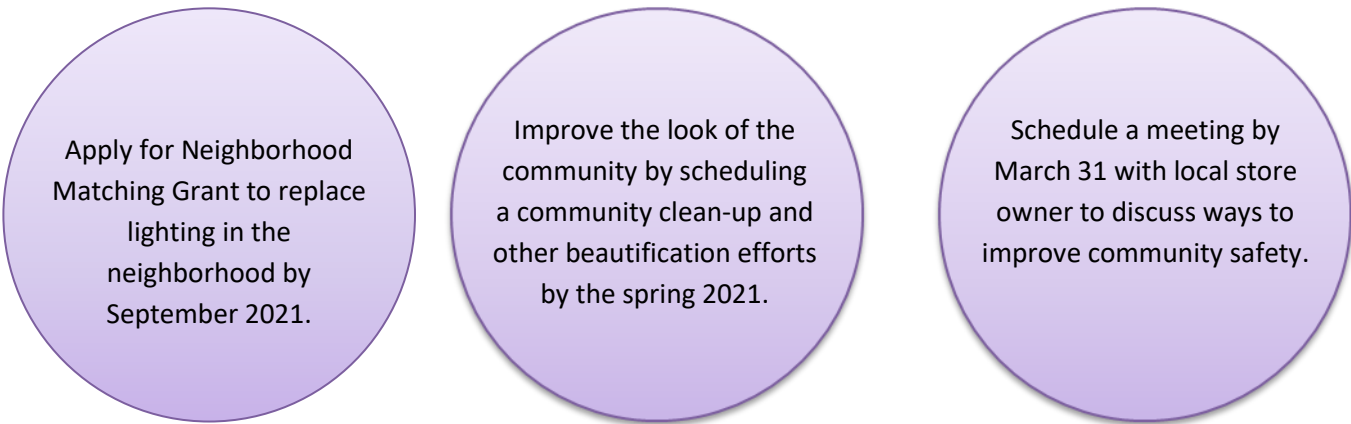 Apply for Neighborhood
Matching Grant to replace
lighting in the
neighborhood by
September 2021.
Improve the look of the
community by scheduling
a community clean-up and
other beautification efforts
by the spring 2021.
Schedule a meeting by
March 31 with local store
owner to discuss ways to
improve community safety.